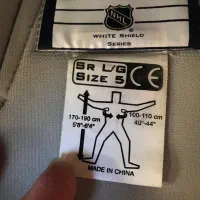 NHL
WHITE SHIELD
SERIES
SR L/G
SIZE 5 CE
170-190 cm
5'8"-6'4"
100-110 cm
40"-44"
MADE IN CHINA